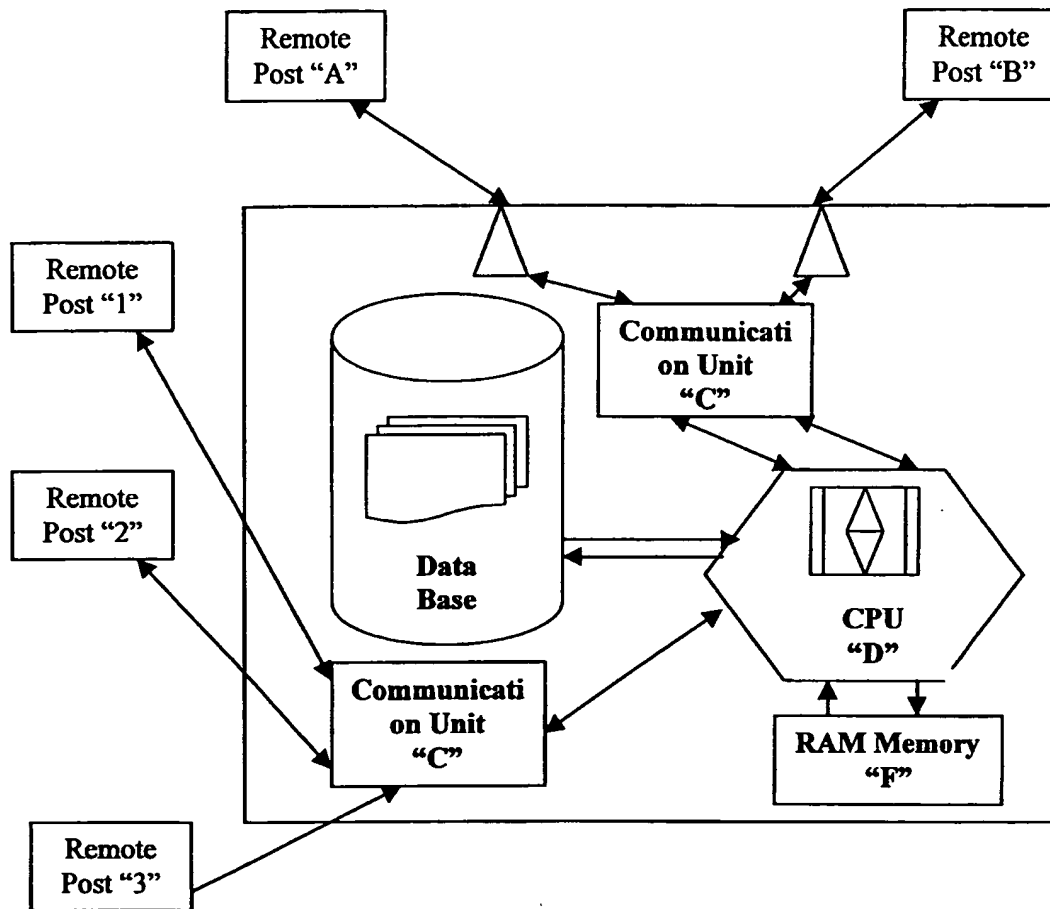 Remote
Post “A”
Remote
Post “B”
Remote
Post “1”
Communicati
on Unit
“C”
Remote
Post “2”
Data
Base
CPU
“D”
Communicati
on Unit
“C”
RAM Memory
“F”
Remote
Post “3”